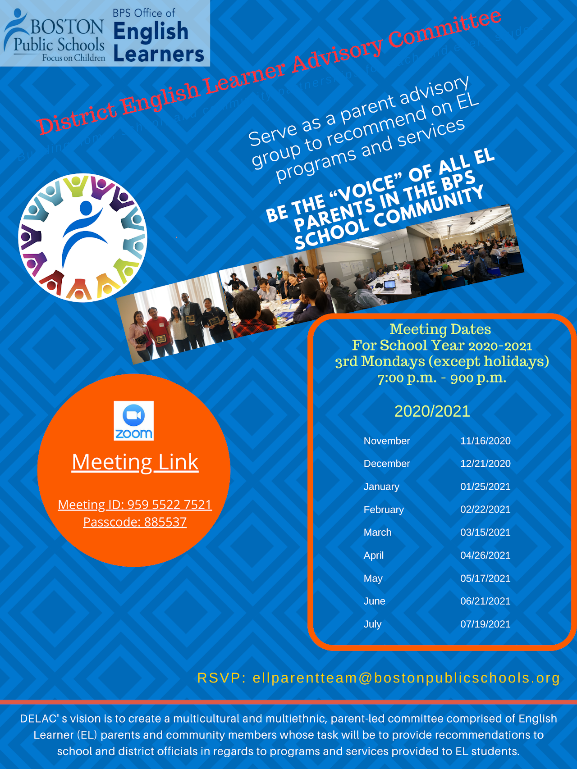 BPS Office of
BOSTON
Public Schools
Focus on Children
English
Learners
District English Learner Advisory Committee
Serve as a parent advisory
group to recommend on EL
programs and services
BE THE “VOICE” OF ALL EL
PARENTS IN THE BPS
SCHOOL COMMUNITY
Meeting Dates
For School Year 2020-2021
3rd Mondays (except holidays)
7:00 p.m. - 900 p.m.
2020/2021
November 11/16/2020
December 12/21/2020
January 01/25/2021
February 02/22/2021
March 03/15/2021
April 04/26/2021
May 05/17/2021
June 06/21/2021
July 07/19/2021
zoom
Meeting Link
Meeting ID: 959 5522 7521
Passcode: 885537
RSVP: ellparentteam@bostonpublicschools.org
DELAC' s vision is to create a multicultural and multiethnic, parent-led committee comprised of English
Learner (EL) parents and community members whose task will be to provide recommendations to
school and district officials in regards to programs and services provided to EL students.